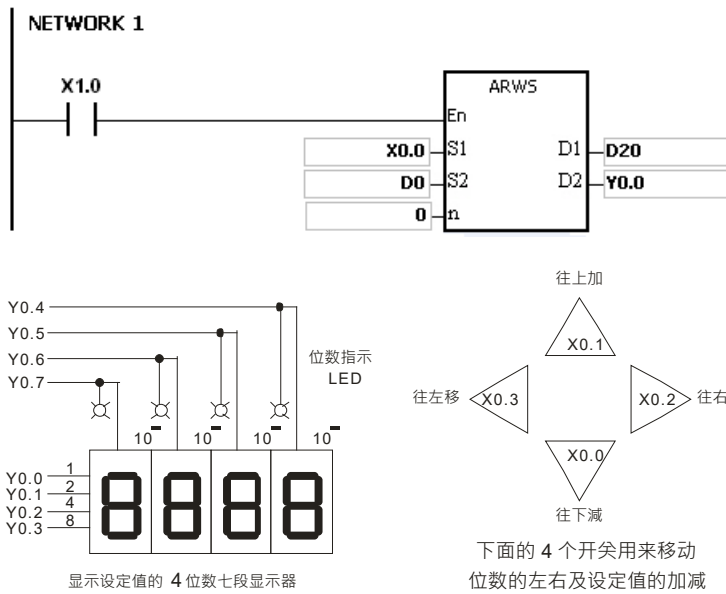 NETWORK 1
X1.0
ARWS
En
X0.0 S1 D1 D20
D0 S2 D2 Y0.0
0 n
Y0.4
Y0.5
Y0.6
Y0.7
位数指示
LED
10 10 10 10
Y0.0 1
Y0.1 2
Y0.2 4
Y0.3 8
8888
显示设定值的 4 位数七段显示器
往上加
X0.1
往左移 X0.3 X0.2 往右
X0.0
往下減
下面的 4 个开关用来移动
位数的左右及设定值的加减